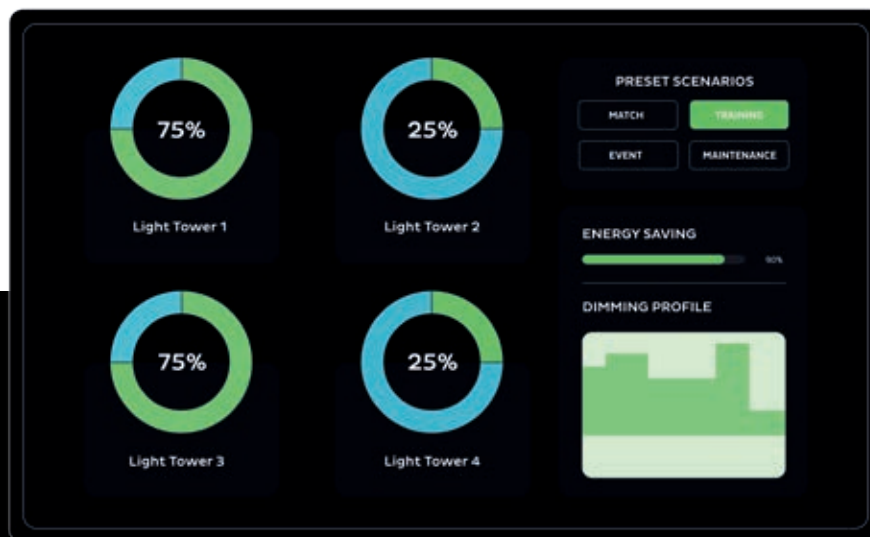 75%
Light Tower 1
25%
Light Tower 2
75%
Light Tower 3
25%
Light Tower 4
PRESET SCENARIOS
MATCH
TRAINING
EVENT
MAINTENANCE
ENERGY SAVING
90%
DIMMING PROFILE